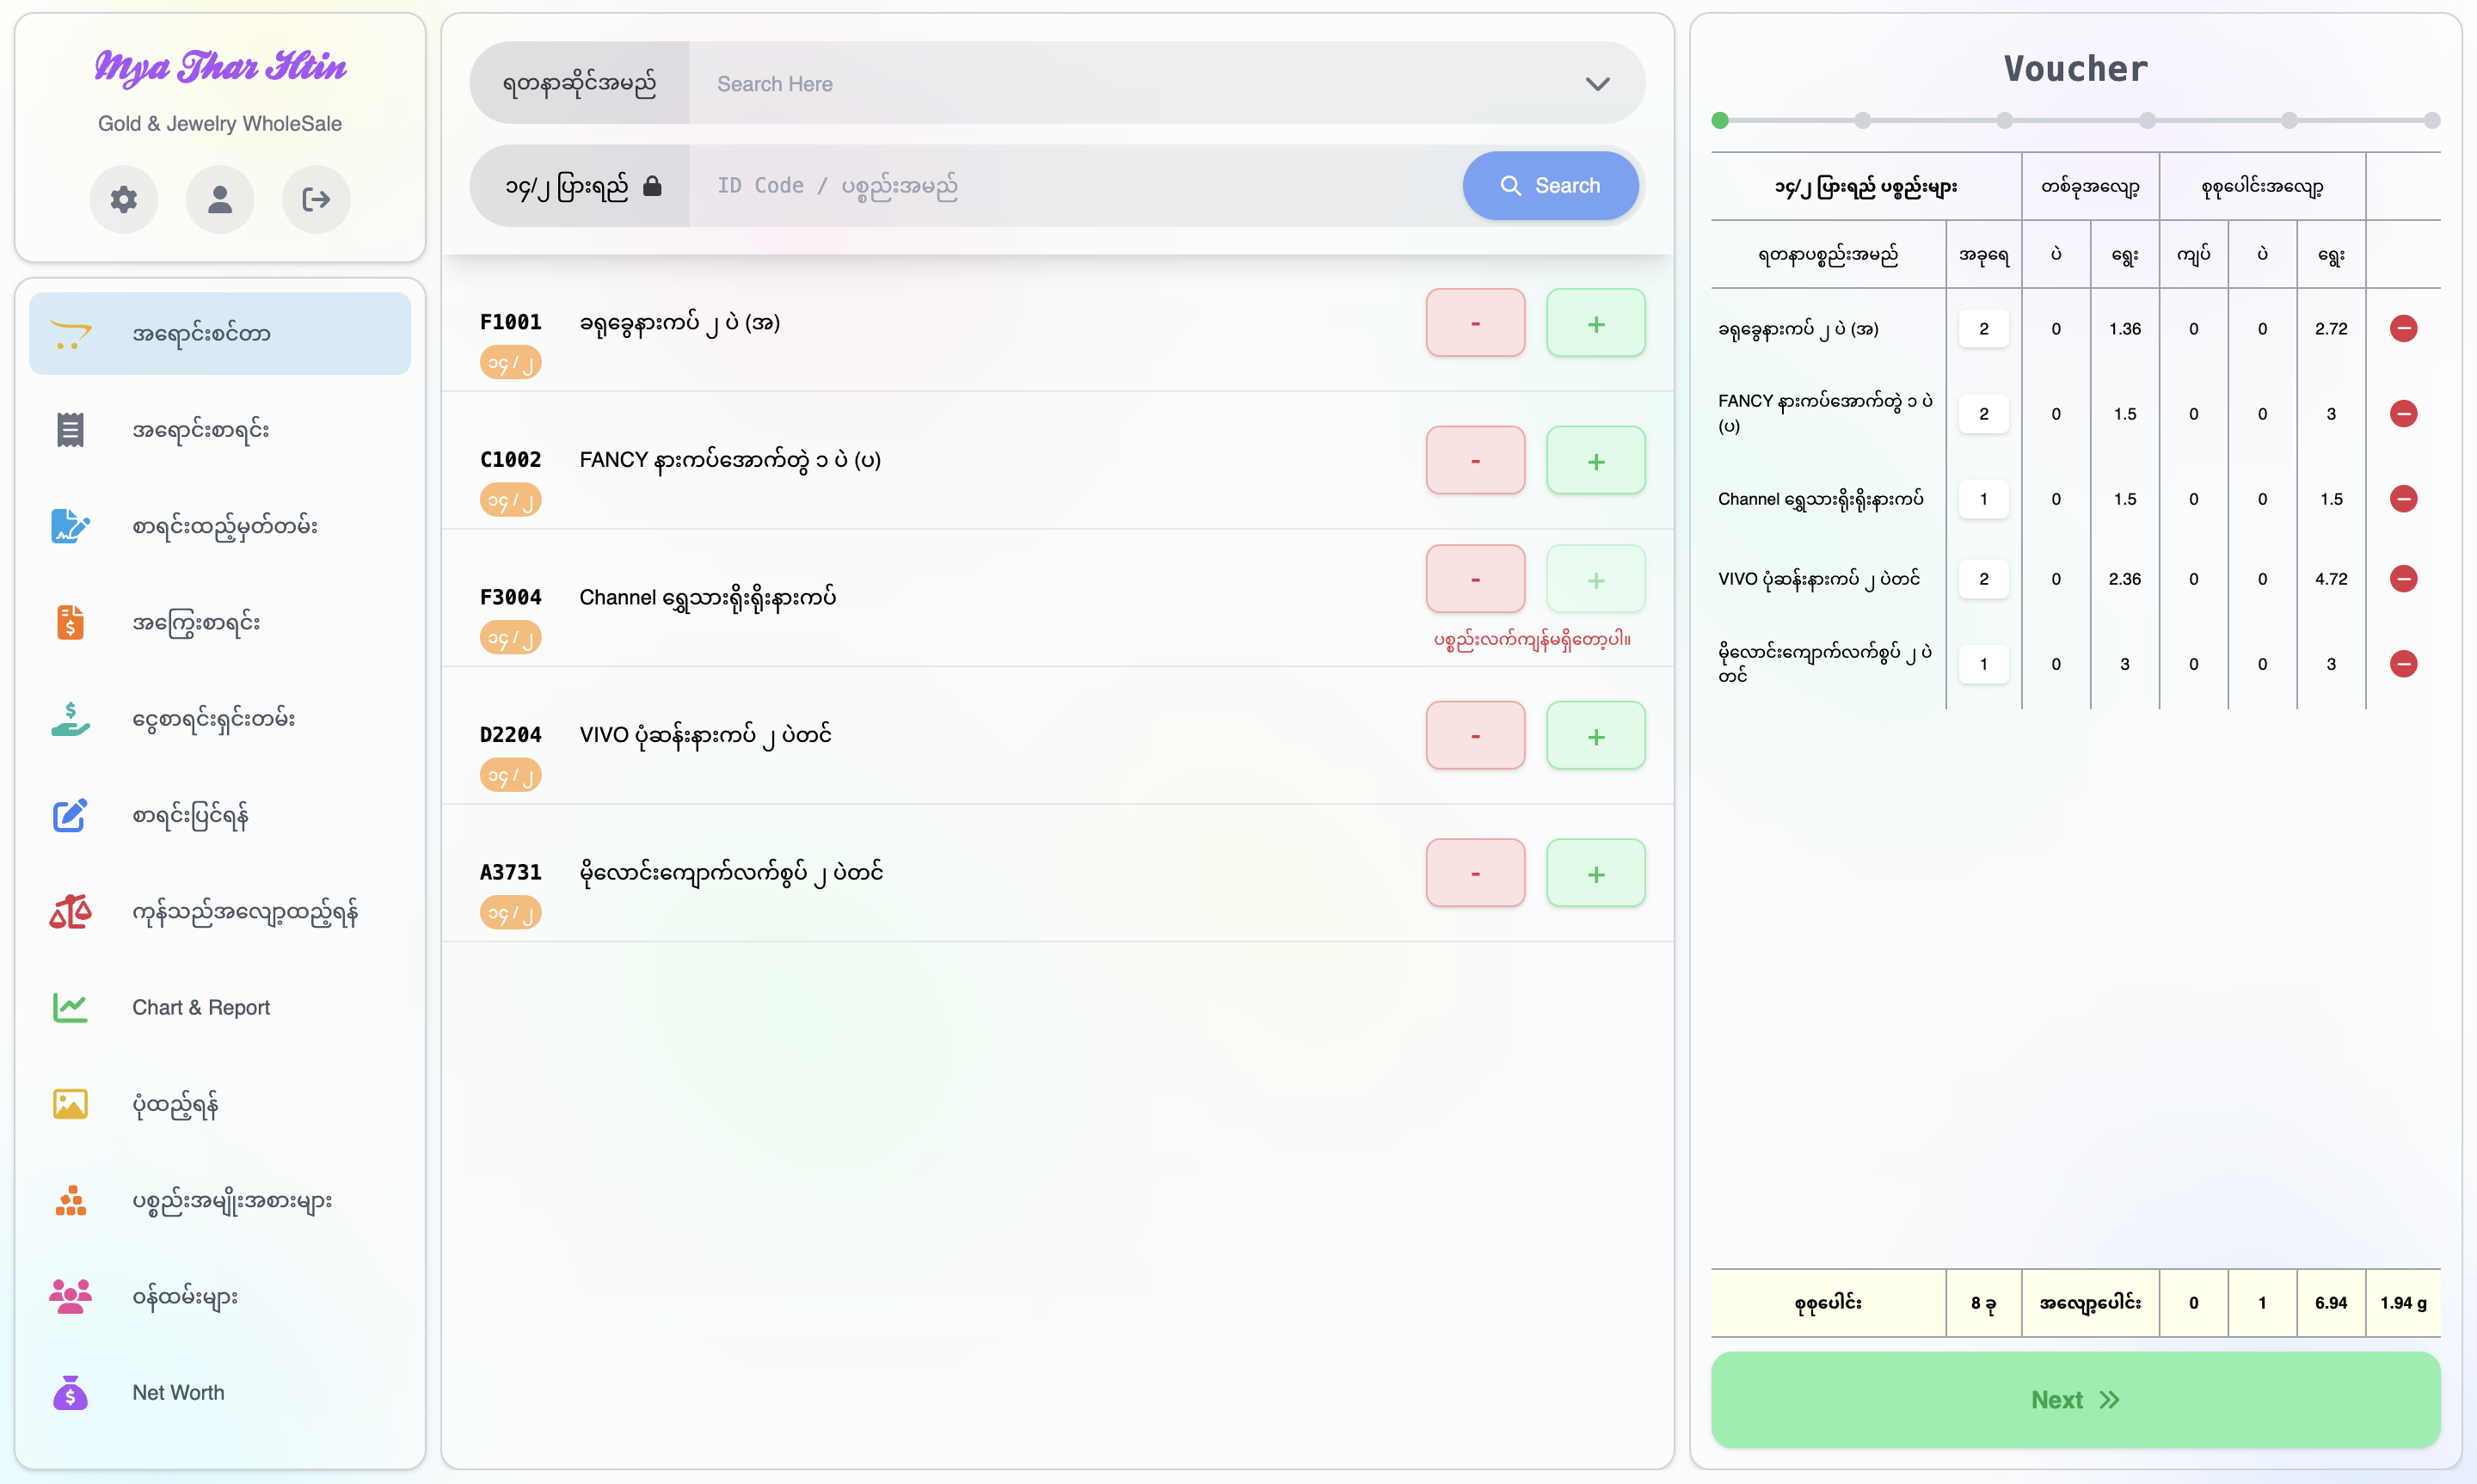 Mya Thar Htin
Gold & Jewelry WholeSale
အရောင်းစင်တာ
အရောင်းစာရင်း
စာရင်းထည့်မှတ်တမ်း
အကြွေးစာရင်း
ငွေစာရင်းရှင်းတမ်း
စာရင်းပြင်ရန်
ကုန်သည်အလျော့ထည့်ရန်
Chart & Report
ပုံထည့်ရန်
ပစ္စည်းအမျိုးအစားများ
ဝန်ထမ်းများ
Net Worth
ရတနာဆိုင်အမည် Search Here
၁၄/၂ ပြားရည် ID Code / ပစ္စည်းအမည် Search
F1001 ခရုခွေနားကပ် ၂ ပဲ (အ) - +
၁၄ / ၂
C1002 FANCY နားကပ်အောက်တွဲ ၁ ပဲ (ပ) - +
၁၄ / ၂
F3004 Channel ရွှေသားရိုးရိုးနားကပ် - +
၁၄ / ၂ ပစ္စည်းလက်ကျန်မရှိတော့ပါ။
D2204 VIVO ပုံဆန်းနားကပ် ၂ ပဲတင် - +
၁၄ / ၂
A3731 မိုလောင်းကျောက်လက်စွပ် ၂ ပဲတင် - +
၁၄ / ၂
Voucher
၁၄/၂ ပြားရည် ပစ္စည်းများ တစ်ခုအလျော့ စုစုပေါင်းအလျော့
ရတနာပစ္စည်းအမည် အခုရေ ပဲ ရွေး ကျပ် ပဲ ရွေး
ခရုခွေနားကပ် ၂ ပဲ (အ) 2 0 1.36 0 0 2.72
FANCY နားကပ်အောက်တွဲ ၁ ပဲ
(ပ) 2 0 1.5 0 0 3
Channel ရွှေသားရိုးရိုးနားကပ် 1 0 1.5 0 0 1.5
VIVO ပုံဆန်းနားကပ် ၂ ပဲတင် 2 0 2.36 0 0 4.72
မိုလောင်းကျောက်လက်စွပ် ၂ ပဲ
တင် 1 0 3 0 0 3
စုစုပေါင်း 8 ခု အလျော့ပေါင်း 0 1 6.94 1.94 g
Next